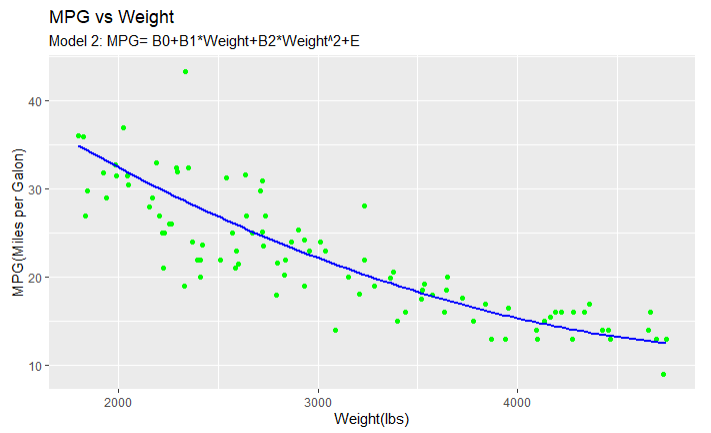 MPG vs Weight
Model 2: MPG= B0+B1*Weight+B2*Weight^2+E
MPG(Miles per Galon)
40
30
20
10
2000
3000
4000
Weight(lbs)